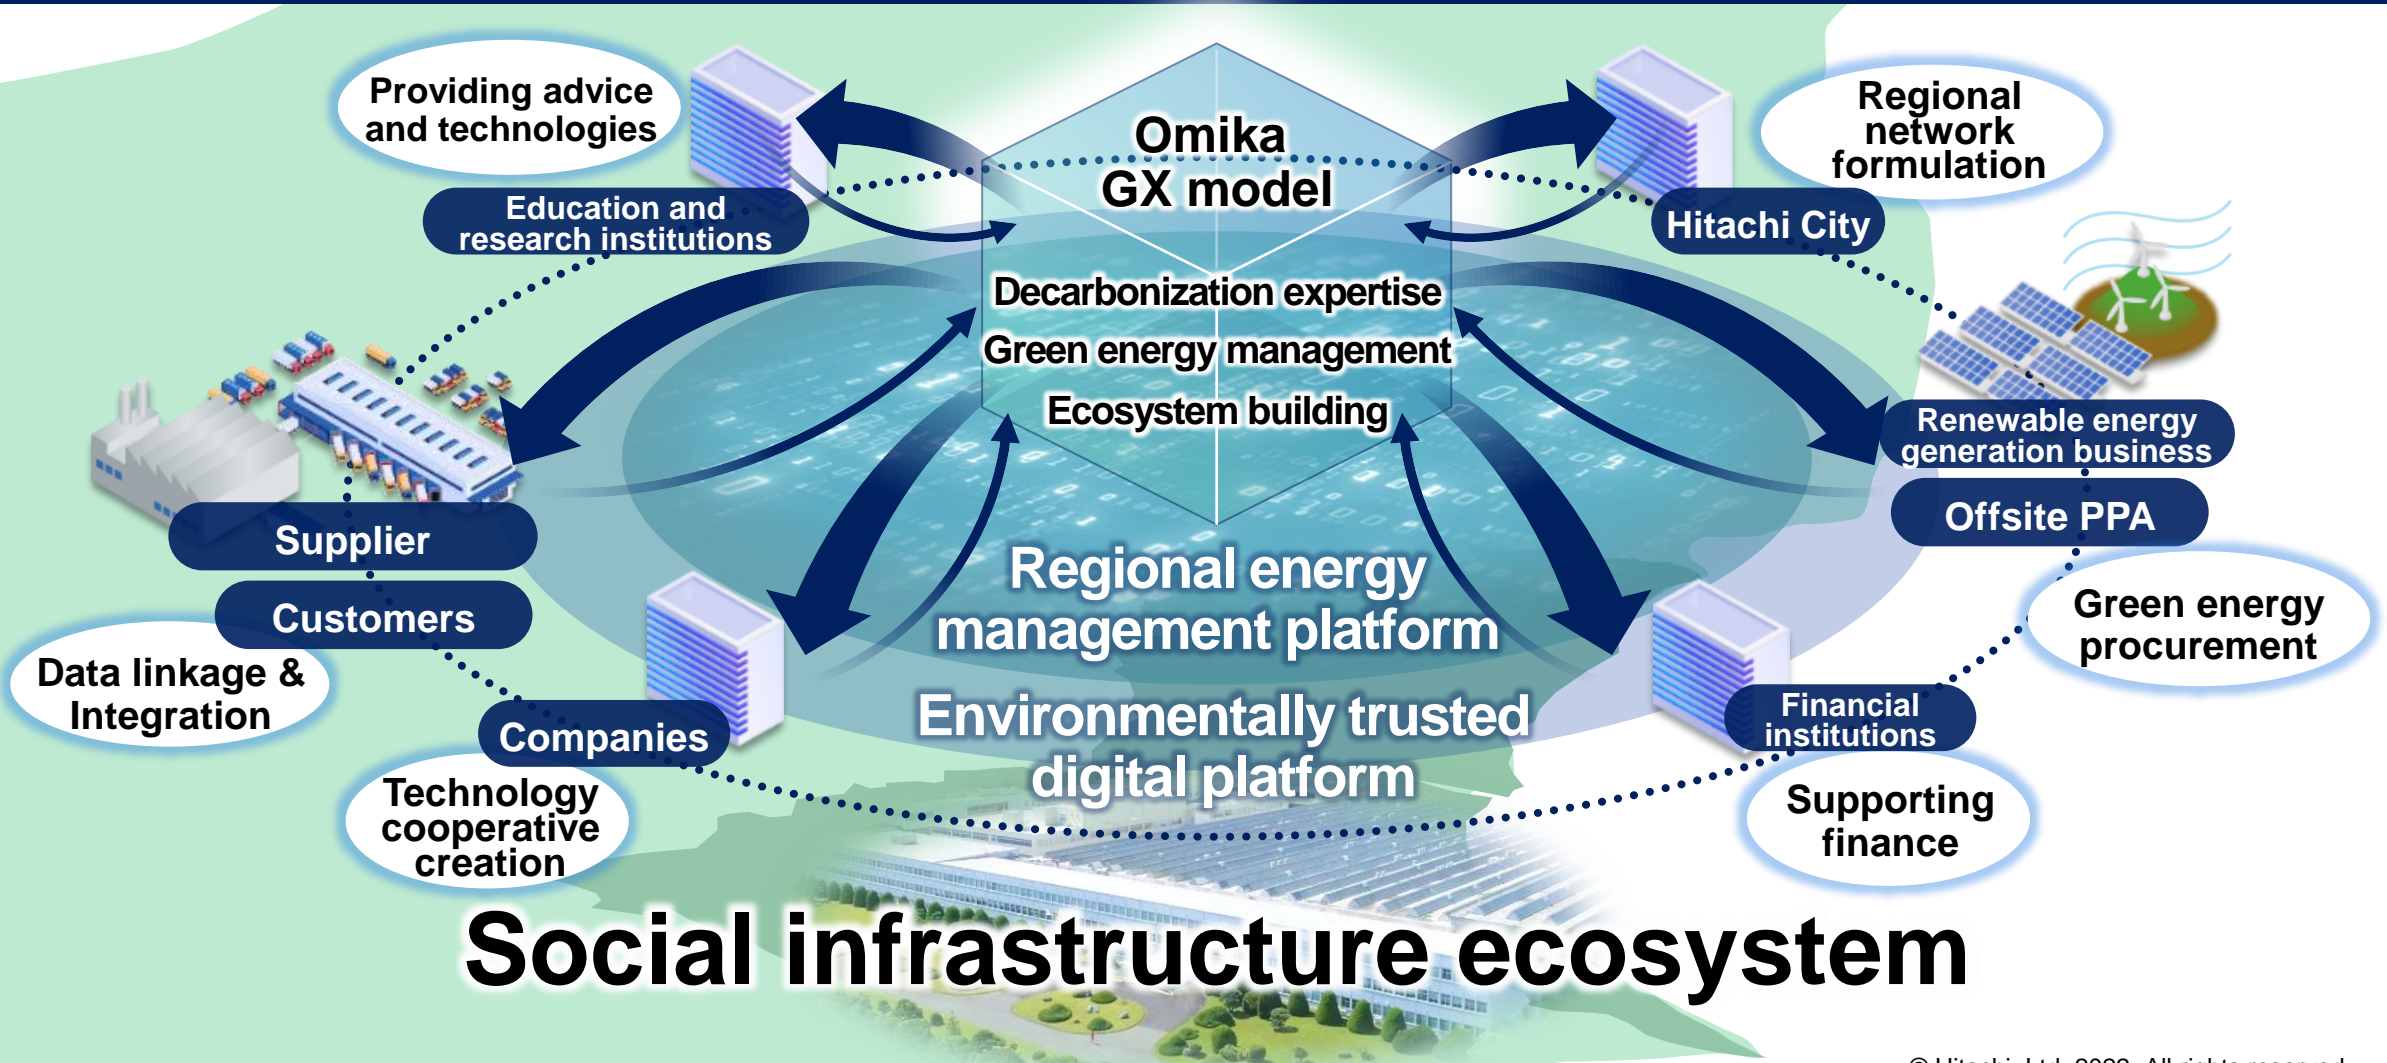 Providing advice
and technologies
Education and
research institutions
Omika
GX model
Regional
network
formulation
Hitachi City
Decarbonization expertise
Green energy management
Ecosystem building
Renewable energy
generation business
Offsite PPA
Green energy
procurement
Supplier
Customers
Data linkage &
Integration
Companies
Technology
cooperative
creation
Regional energy
management platform
Environmentally trusted
digital platform
Financial
institutions
Supporting
finance
Social infrastructure ecosystem